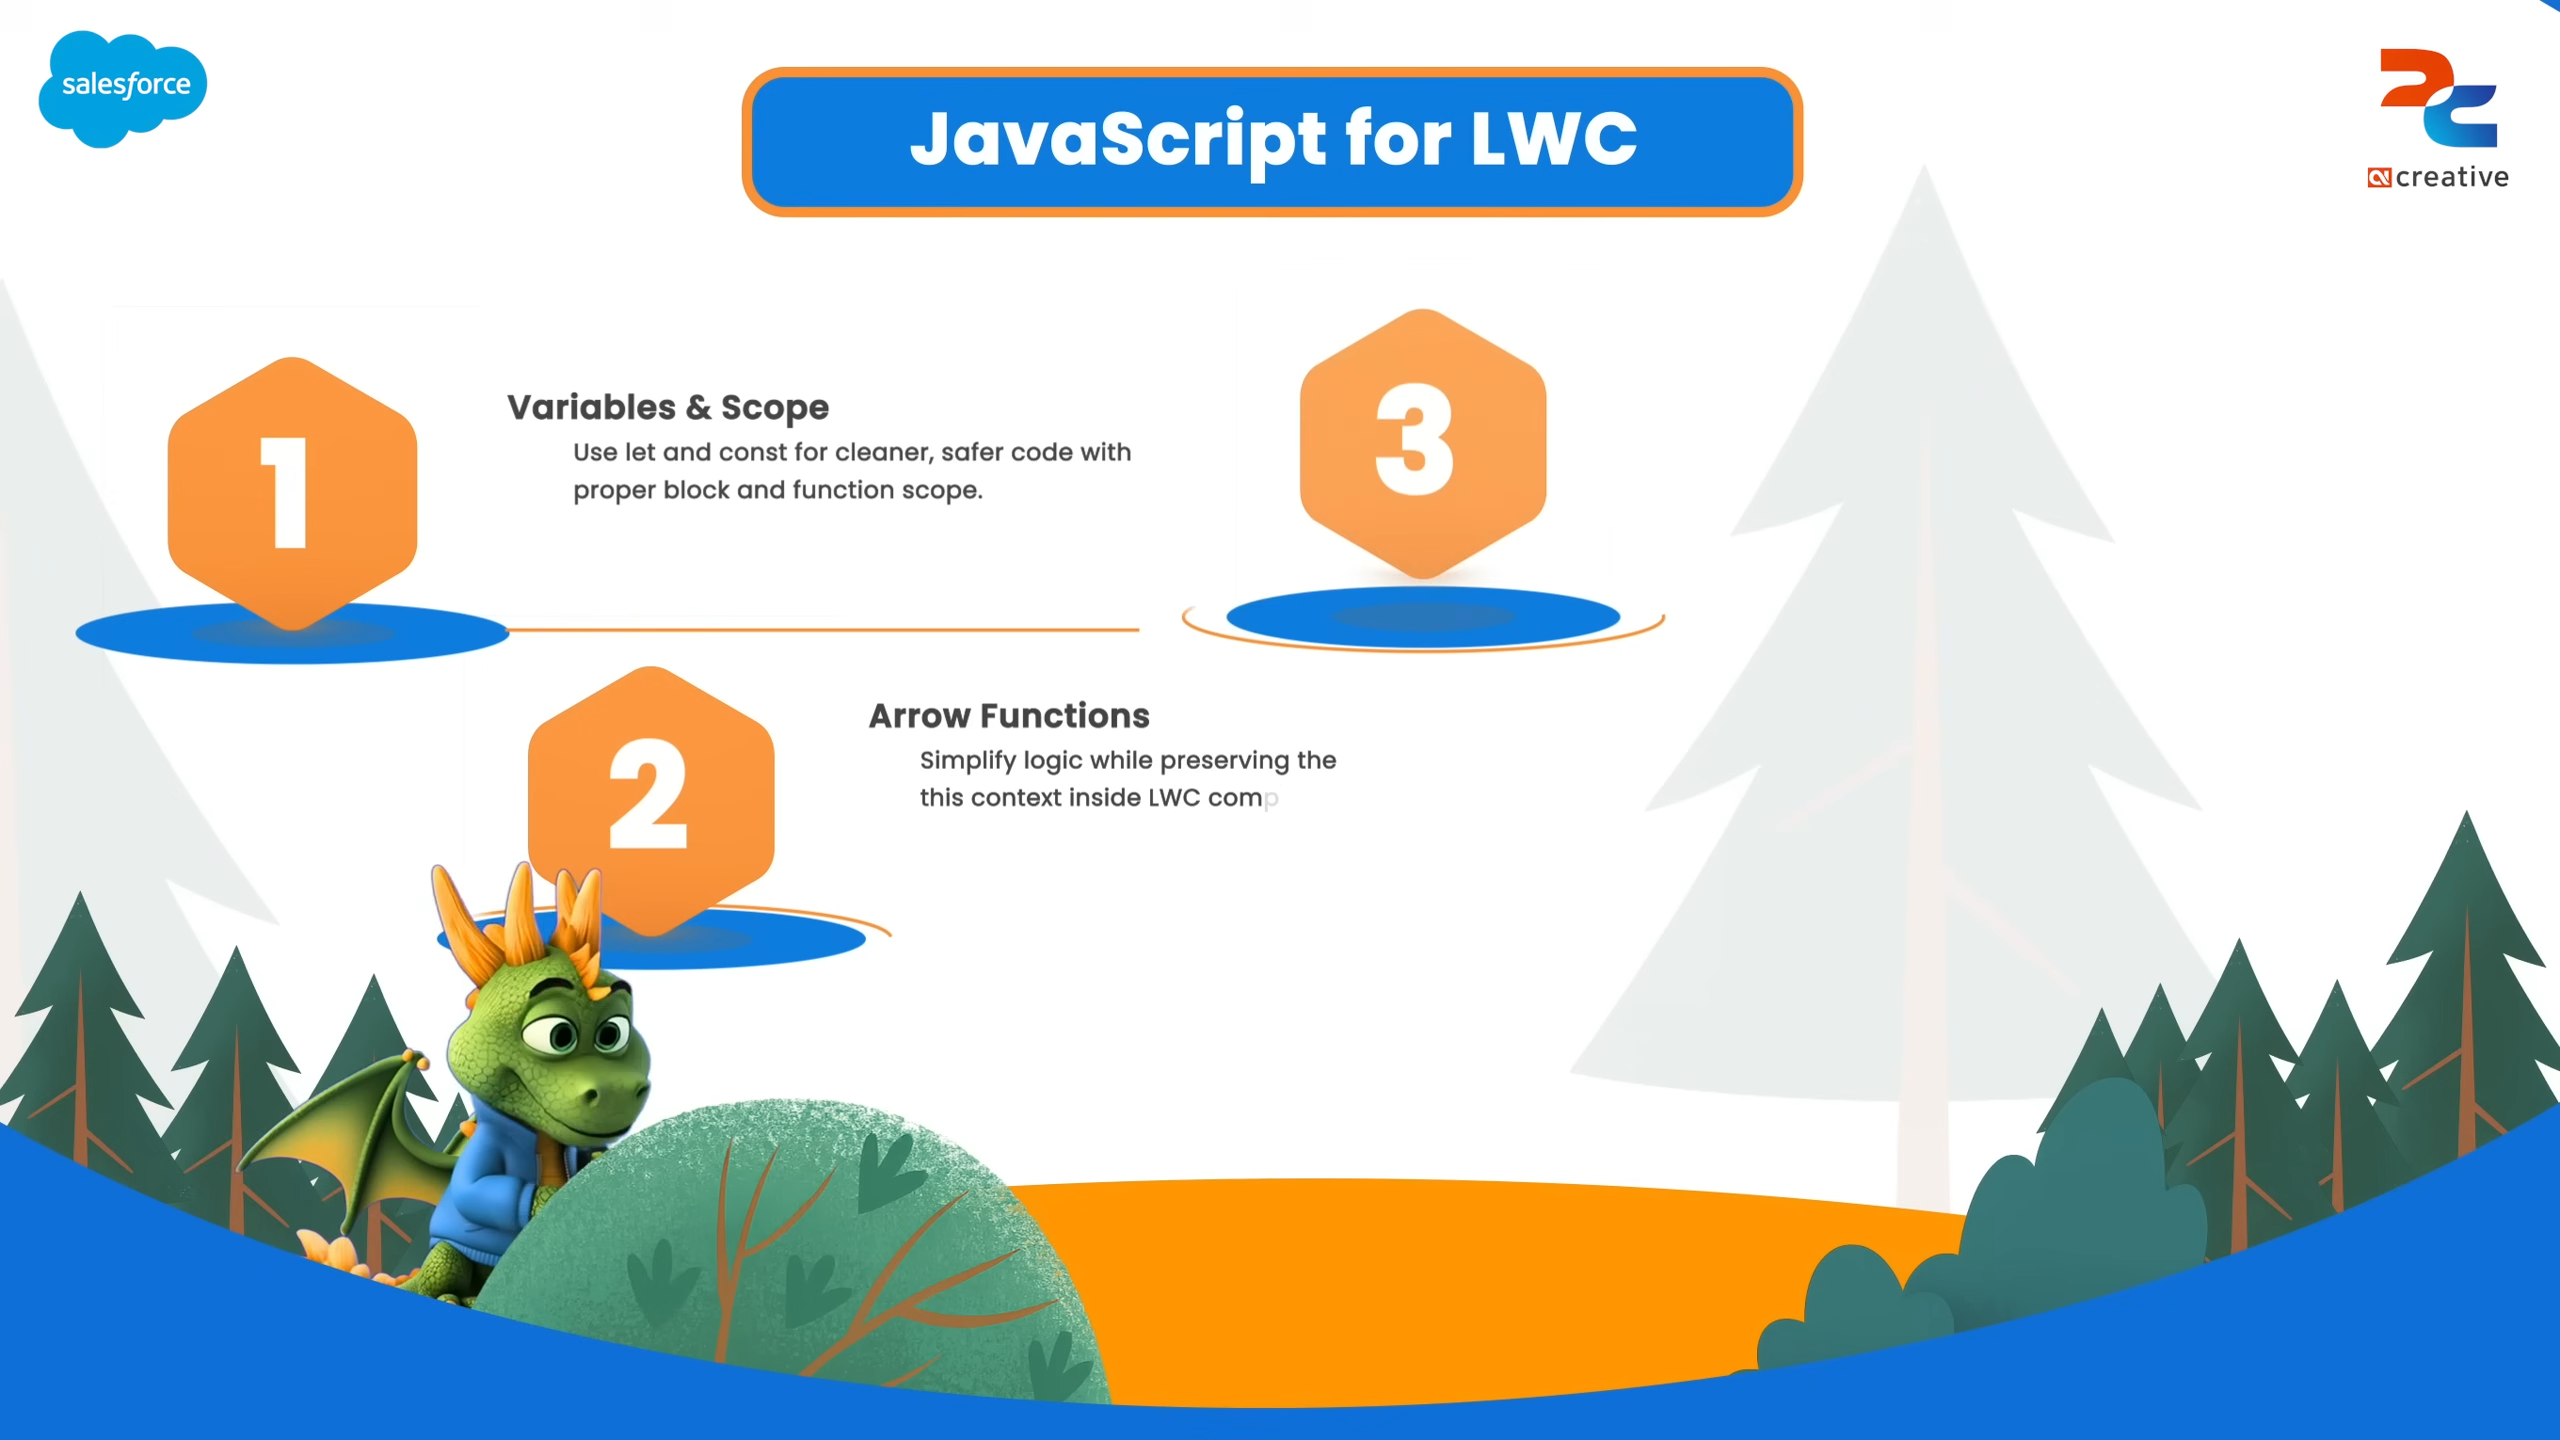 salesforce
JavaScript for LWC
creative
1
Variables & Scope
Use let and const for cleaner, safer code with
proper block and function scope.
3
2
Arrow Functions
Simplify logic while preserving the
this context inside LWC comp